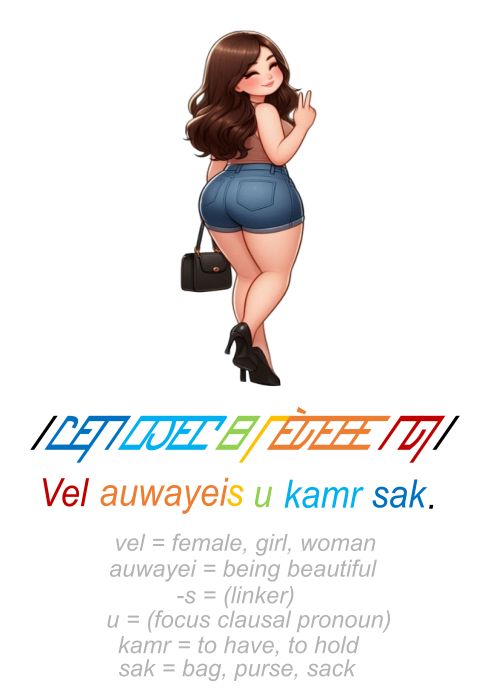 Vel auwayeis u kamr sak.
vel = female, girl, woman
auwayei = being beautiful
-s = (linker)
u = (focus clausal pronoun)
kamr = to have, to hold
sak = bag, purse, sack